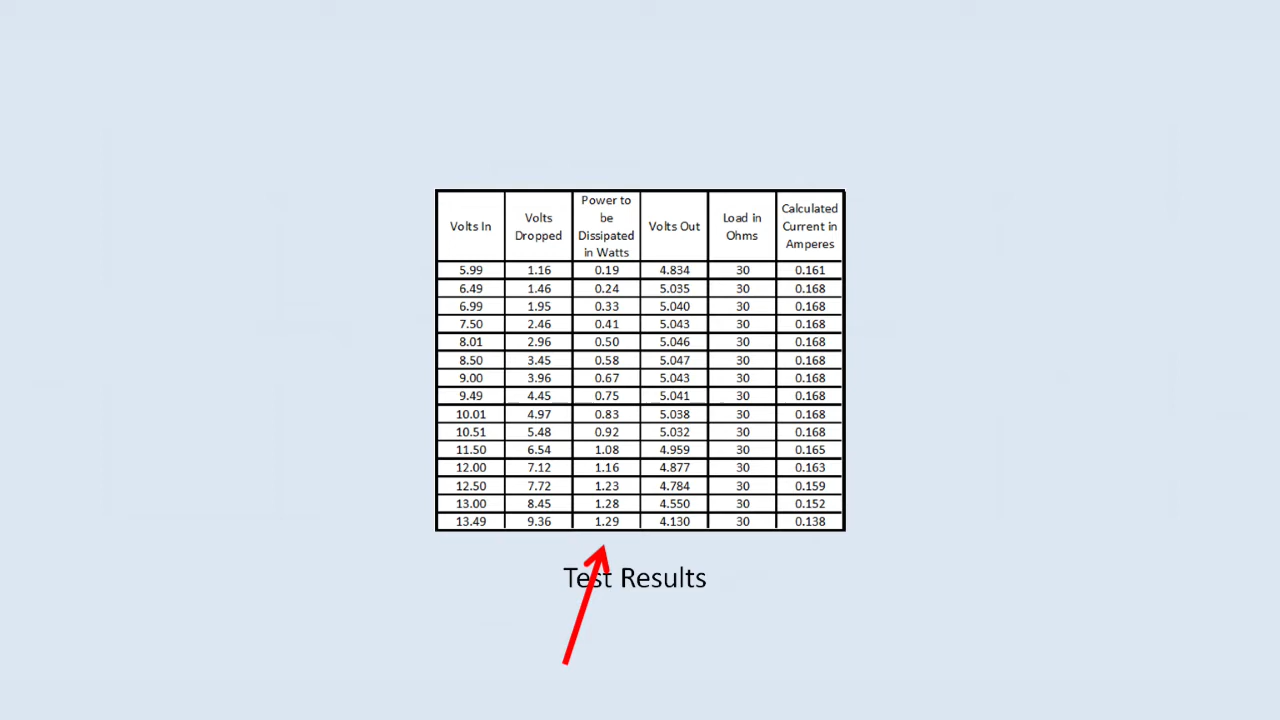 Volts In | Volts Dropped | Power to be Dissipated in Watts | Volts Out | Load in Ohms | Calculated Current in Amperes
5.99 1.16 0.19 4.834 30 0.161
6.49 1.46 0.24 5.035 30 0.168
6.99 1.95 0.33 5.040 30 0.168
7.50 2.46 0.41 5.043 30 0.168
8.01 2.96 0.50 5.046 30 0.168
8.50 3.45 0.58 5.047 30 0.168
9.00 3.96 0.67 5.043 30 0.168
9.49 4.45 0.75 5.041 30 0.168
10.01 4.97 0.83 5.038 30 0.168
10.51 5.48 0.92 5.032 30 0.168
11.50 6.54 1.08 4.959 30 0.165
12.00 7.12 1.16 4.877 30 0.163
12.50 7.72 1.23 4.784 30 0.159
13.00 8.45 1.28 4.550 30 0.152
13.49 9.36 1.29 4.130 30 0.138
Test Results